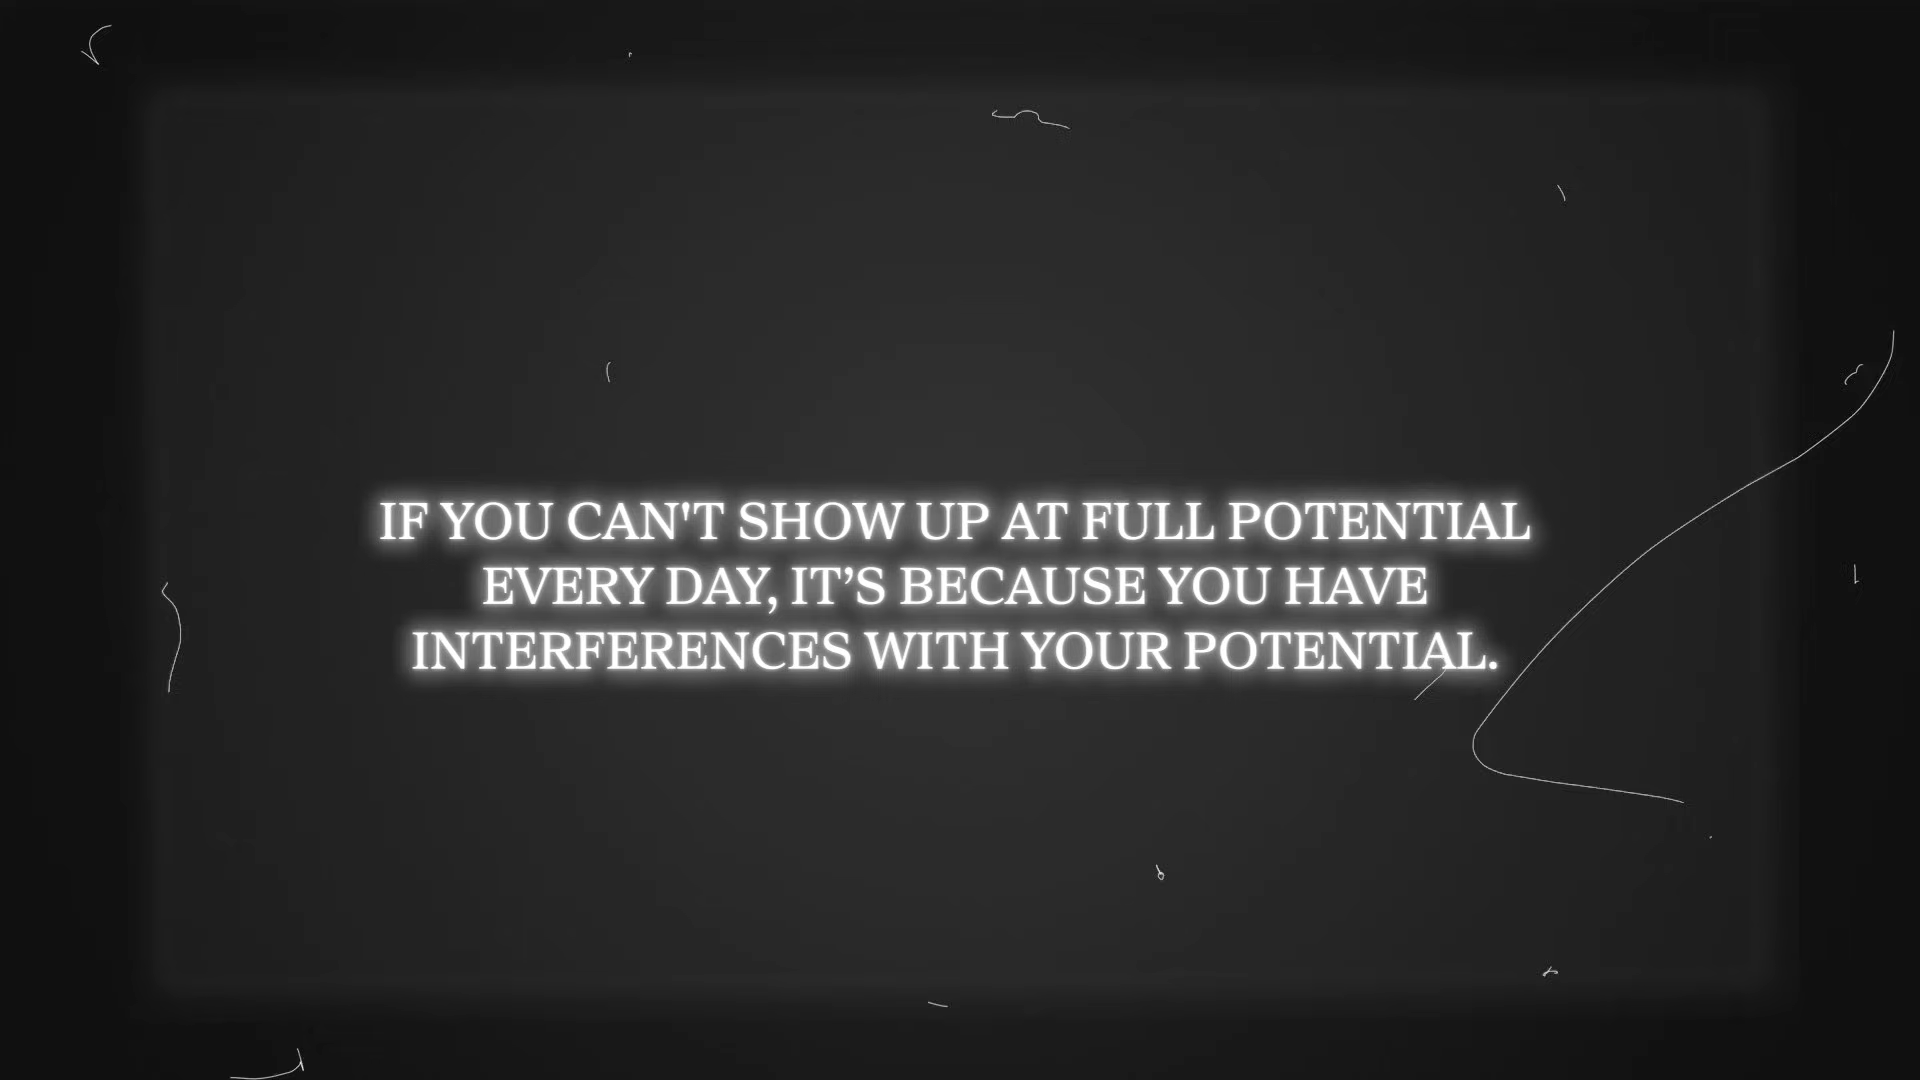 IF YOU CAN'T SHOW UP AT FULL POTENTIAL
EVERY DAY, IT’S BECAUSE YOU HAVE
INTERFERENCES WITH YOUR POTENTIAL.